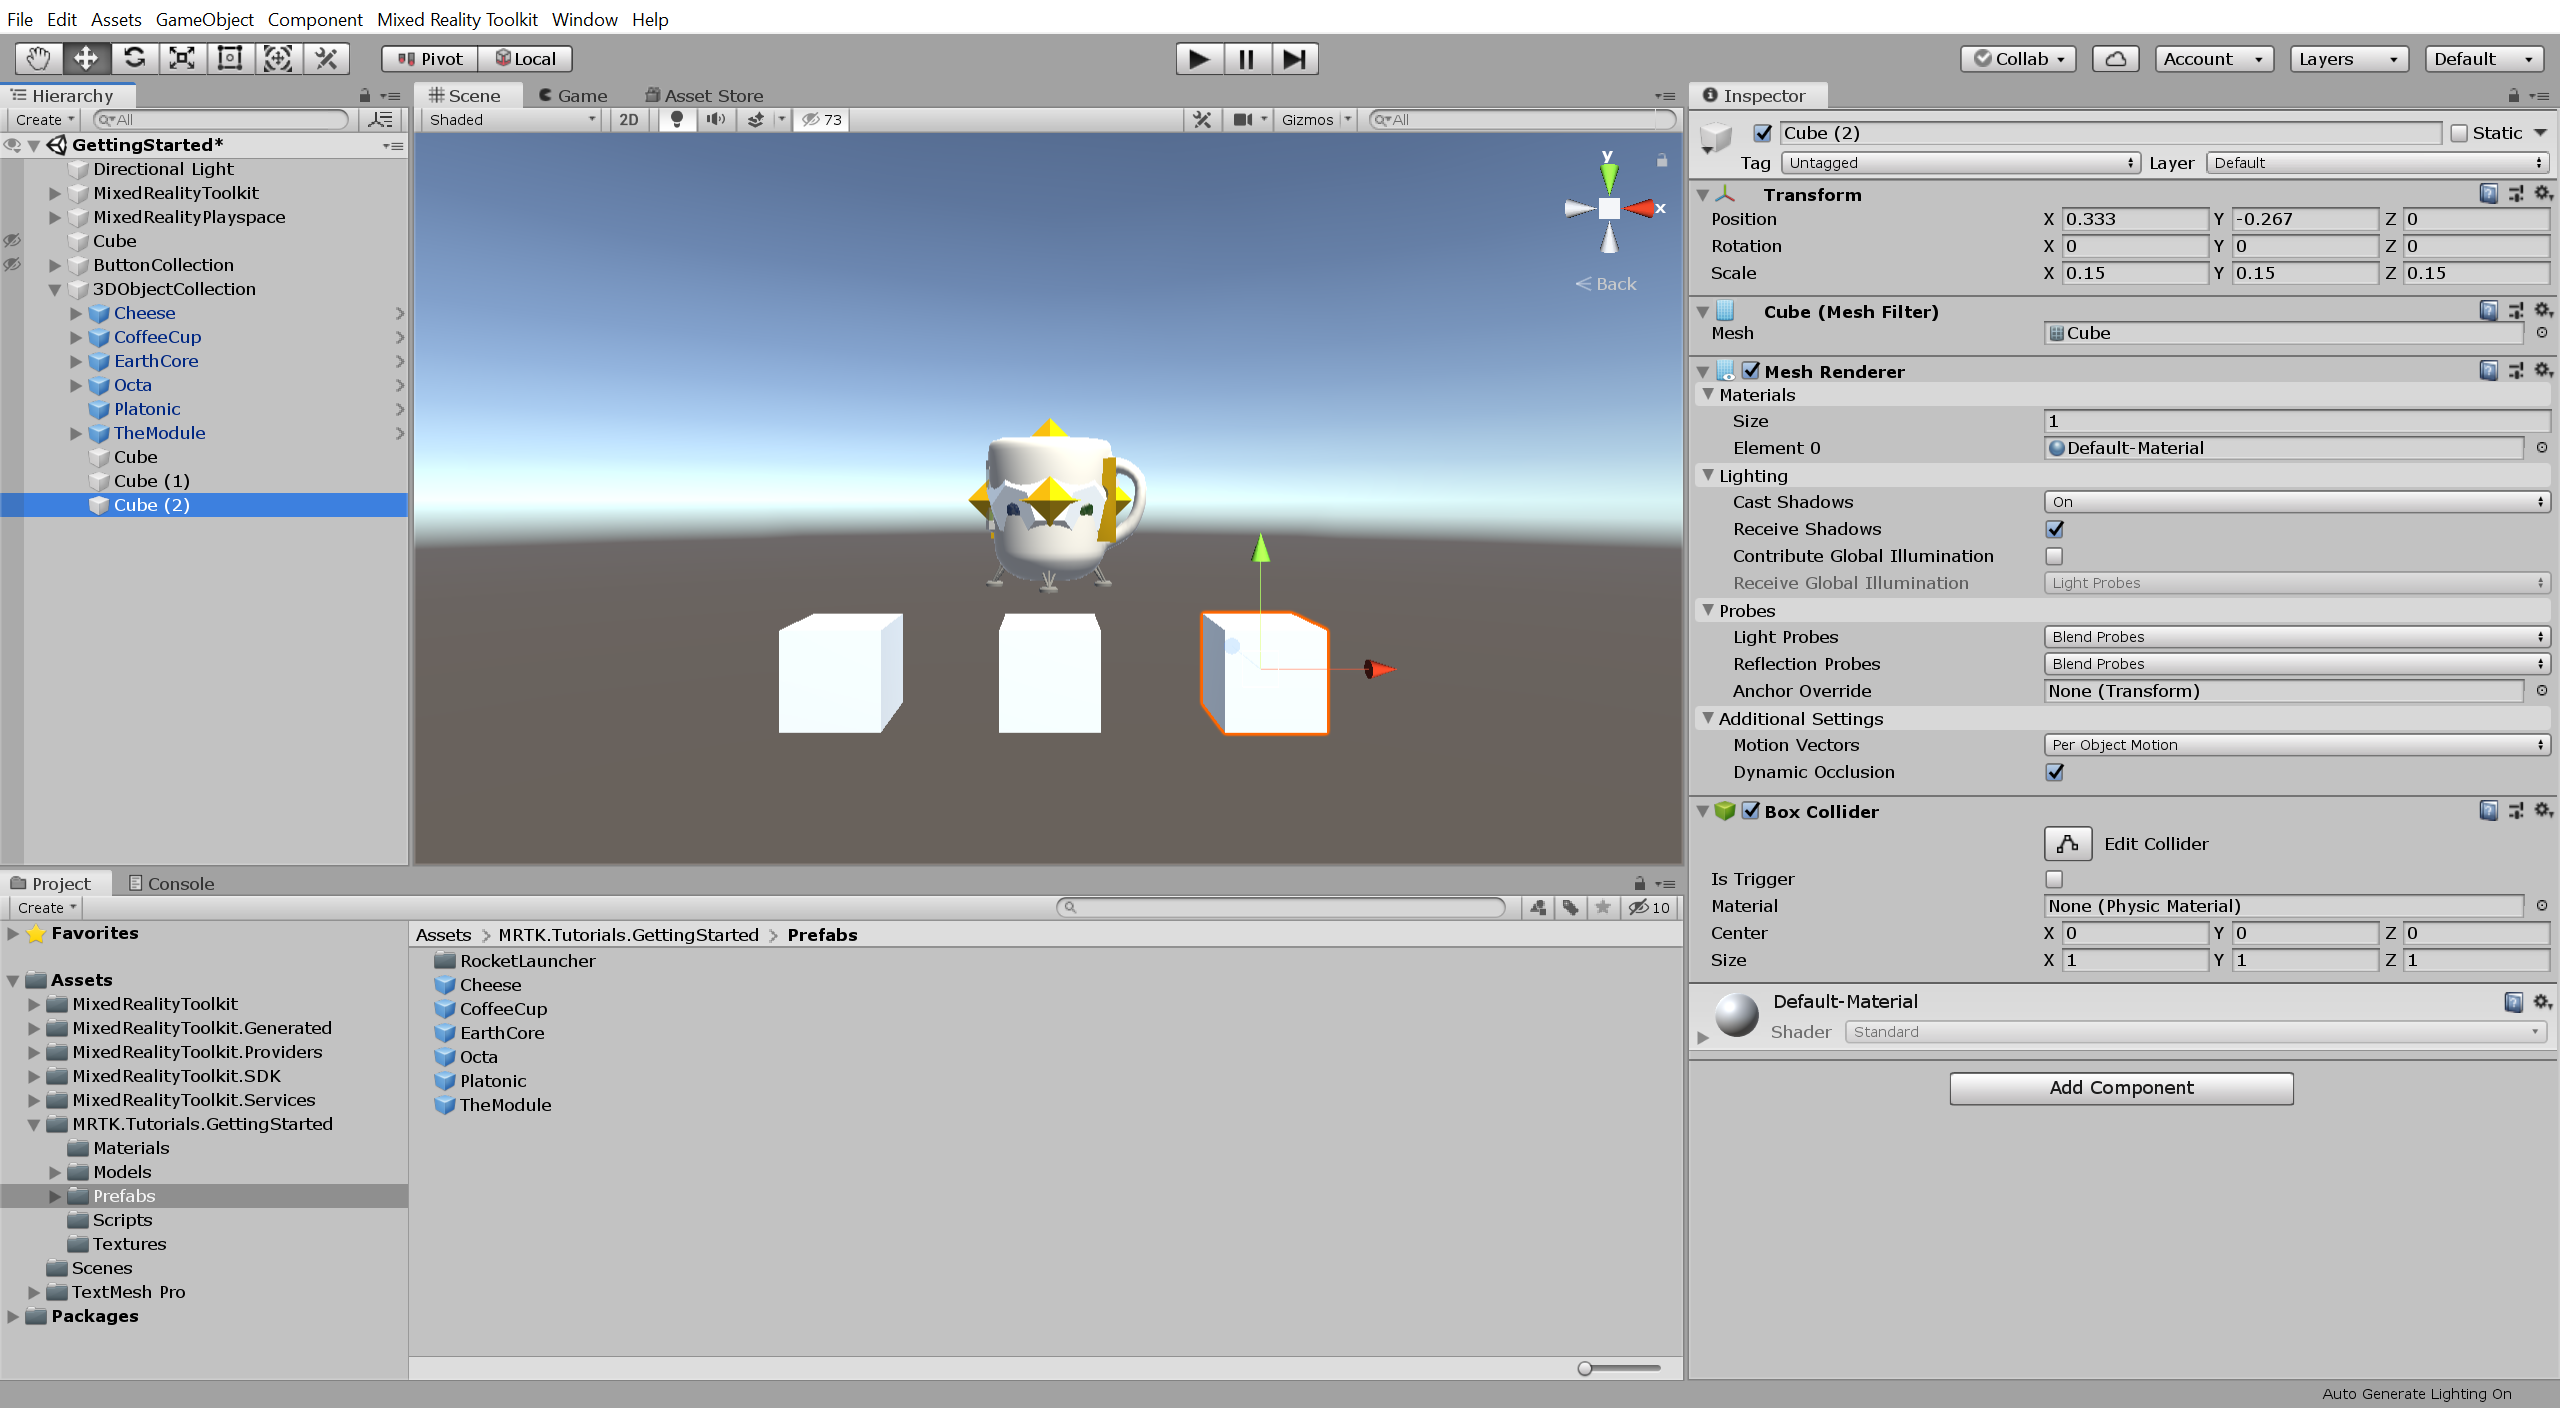 File Edit Assets GameObject Component Mixed Reality Toolkit Window Help
Pivot Local Collab Account Layers Default
Hierarchy
Create All
GettingStarted*
Directional Light
MixedRealityToolkit
MixedRealityPlayspace
Cube
ButtonCollection
3DObjectCollection
Cheese
CoffeeCup
EarthCore
Octa
Platonic
TheModule
Cube
Cube (1)
Cube (2)
Scene Game Asset Store
Shaded 2D 73 Gizmos All
y
x
Back
Inspector
Cube (2) Static
Tag Untagged Layer Default
Transform
Position X 0.333 Y -0.267 Z 0
Rotation X 0 Y 0 Z 0
Scale X 0.15 Y 0.15 Z 0.15
Cube (Mesh Filter)
Mesh Cube
Mesh Renderer
Materials
Size 1
Element 0 Default-Material
Lighting
Cast Shadows On
Receive Shadows
Contribute Global Illumination
Receive Global Illumination Light Probes
Probes
Light Probes Blend Probes
Reflection Probes Blend Probes
Anchor Override None (Transform)
Additional Settings
Motion Vectors Per Object Motion
Dynamic Occlusion
Box Collider
Edit Collider
Is Trigger
Material None (Physic Material)
Center X 0 Y 0 Z 0
Size X 1 Y 1 Z 1
Default-Material
Shader Standard
Add Component
Project Console
Create 10
Favorites
Assets
MixedRealityToolkit
MixedRealityToolkit.Generated
MixedRealityToolkit.Providers
MixedRealityToolkit.SDK
MixedRealityToolkit.Services
MRTK.Tutorials.GettingStarted
Materials
Models
Prefabs
Scripts
Textures
Scenes
TextMesh Pro
Packages
Assets > MRTK.Tutorials.GettingStarted > Prefabs
RocketLauncher
Cheese
CoffeeCup
EarthCore
Octa
Platonic
TheModule
Auto Generate Lighting On